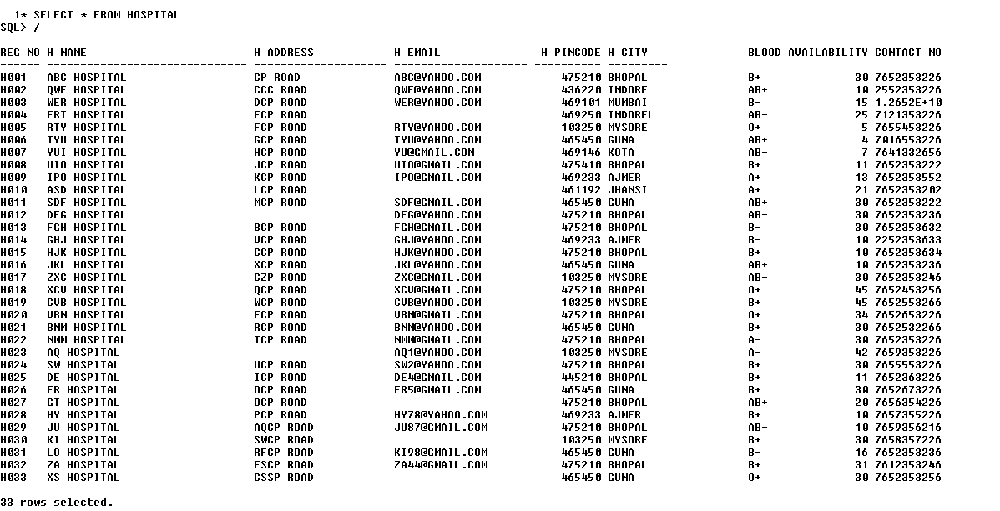 1* SELECT * FROM HOSPITAL
SQL> /
REG_NO H_NAME H_ADDRESS H_EMAIL H_PINCODE H_CITY BLOOD AVAILABILITY CONTACT_NO
------ ------------------------------ -------------------- -------------------- ---------- --------- 
H001 ABC HOSPITAL CP ROAD ABC@YAHOO.COM 475210 BHOPAL B+ 30 7652353226
H002 QWE HOSPITAL CCC ROAD QWE@YAHOO.COM 436220 INDORE AB+ 10 2552353226
H003 WER HOSPITAL DCP ROAD WER@YAHOO.COM 469101 MUMBAI B- 15 1.2652E+10
H004 ERT HOSPITAL ECP ROAD 469250 INDOREL AB- 25 7121353226
H005 RTY HOSPITAL FCP ROAD RTY@YAHOO.COM 103250 MYSORE O+ 5 7655453226
H006 TYU HOSPITAL GCP ROAD TYU@YAHOO.COM 465450 GUNA AB+ 4 7016553226
H007 YUI HOSPITAL HCP ROAD YU@GMAIL.COM 469146 KOTA AB- 7 7641332656
H008 UIO HOSPITAL JCP ROAD UIO@GMAIL.COM 475410 BHOPAL B+ 11 7652353222
H009 IPO HOSPITAL KCP ROAD IPO@GMAIL.COM 469233 AJMER A+ 13 7652353552
H010 ASD HOSPITAL LCP ROAD 461192 JHANSI A+ 21 7652353202
H011 SDF HOSPITAL MCP ROAD SDF@GMAIL.COM 465450 GUNA AB+ 30 7652353222
H012 DFG HOSPITAL DFG@YAHOO.COM 475210 BHOPAL AB- 30 7652353236
H013 FGH HOSPITAL BCP ROAD FGH@GMAIL.COM 475210 BHOPAL B- 30 7652353632
H014 GHJ HOSPITAL VCP ROAD GHJ@YAHOO.COM 469233 AJMER B- 10 2252353633
H015 HJK HOSPITAL CCP ROAD HJK@YAHOO.COM 475210 BHOPAL B+ 10 7652353634
H016 JKL HOSPITAL XCP ROAD JKL@YAHOO.COM 465450 GUNA AB+ 10 7652353236
H017 ZXC HOSPITAL CZP ROAD ZXC@GMAIL.COM 103250 MYSORE AB- 30 7652353246
H018 XCV HOSPITAL QCP ROAD XCV@GMAIL.COM 475210 BHOPAL O+ 45 7652453256
H019 CVB HOSPITAL WCP ROAD CVB@YAHOO.COM 103250 MYSORE B+ 45 7652553266
H020 VBN HOSPITAL ECP ROAD VBN@GMAIL.COM 475210 BHOPAL O+ 34 7652653226
H021 BNM HOSPITAL RCP ROAD BNM@YAHOO.COM 465450 GUNA B+ 30 7652532266
H022 NMM HOSPITAL TCP ROAD NMM@GMAIL.COM 475210 BHOPAL A- 30 7652353226
H023 AQ HOSPITAL AQ1@YAHOO.COM 103250 MYSORE A- 42 7659353226
H024 SW HOSPITAL UCP ROAD SW2@YAHOO.COM 475210 BHOPAL B+ 30 7655553226
H025 DE HOSPITAL ICP ROAD DE4@GMAIL.COM 445210 BHOPAL B+ 11 7652363226
H026 FR HOSPITAL OCP ROAD FR5@GMAIL.COM 465450 GUNA B+ 30 7652673226
H027 GT HOSPITAL OCP ROAD 475210 BHOPAL AB+ 20 7656354226
H028 HY HOSPITAL PCP ROAD HY78@YAHOO.COM 469233 AJMER B+ 10 7657355226
H029 JU HOSPITAL AQCP ROAD JU87@GMAIL.COM 475210 BHOPAL AB- 10 7659356216
H030 KI HOSPITAL SWCP ROAD 103250 MYSORE B+ 30 7658357226
H031 LO HOSPITAL RFCP ROAD KI98@GMAIL.COM 465450 GUNA B- 16 7652353236
H032 ZA HOSPITAL FSCP ROAD ZA44@GMAIL.COM 475210 BHOPAL B+ 31 7612353246
H033 XS HOSPITAL CSSP ROAD 465450 GUNA O+ 30 7652353256
33 rows selected.